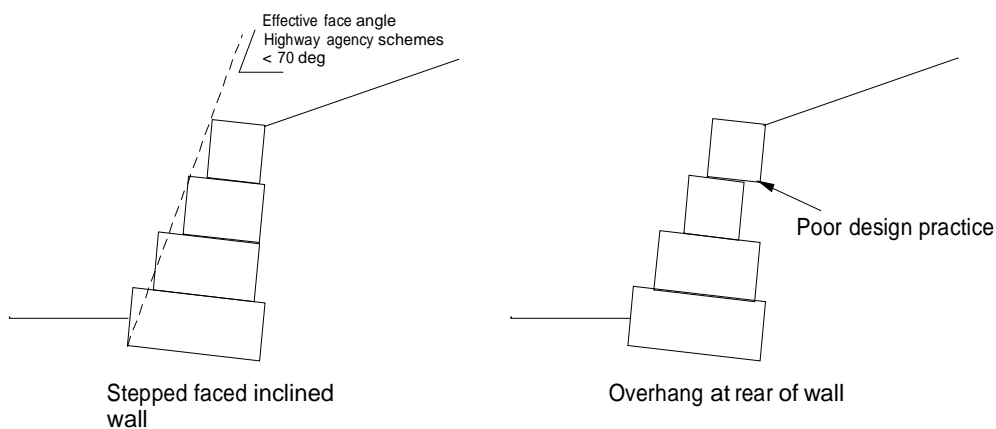 Effective face angle
Highway agency schemes
< 70 deg
Poor design practice
Stepped faced inclined
wall
Overhang at rear of wall